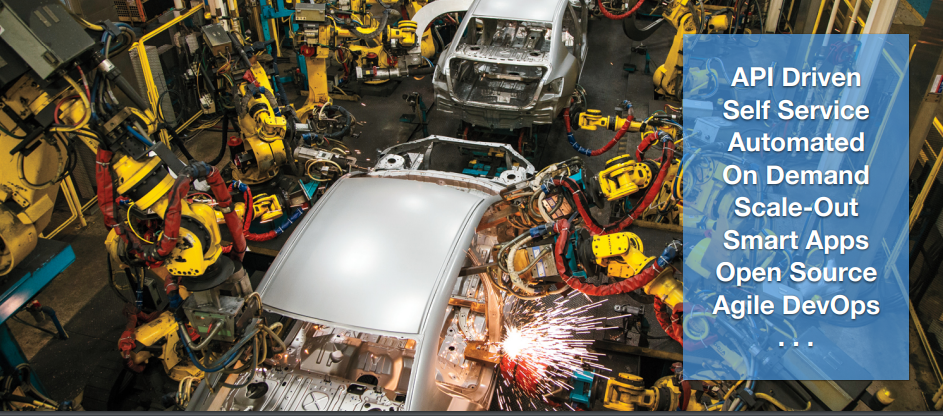 API Driven
Self Service
Automated
On Demand
Scale-Out
Smart Apps
Open Source
Agile DevOps
...